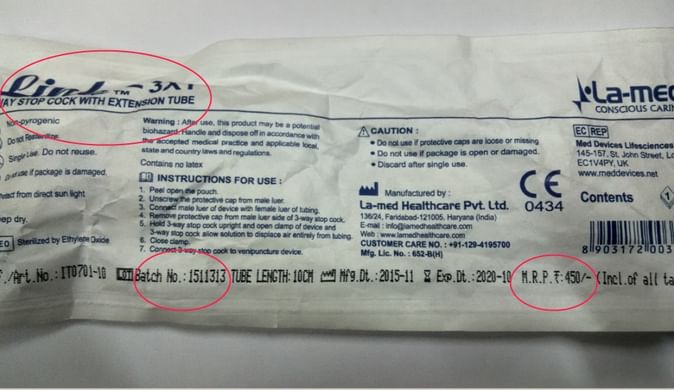 3XT
WAY STOP COCK WITH EXTENSION TUBE
Non-pyrogenic
Do not Resterilize
Single Use. Do not reuse.
Do not use if package is damaged.
from direct sun light
dry.
EO Sterilized by Ethylene Oxide
Warning : After use, this product may be a potential
biohazard. Handle and dispose off in accordance with
the accepted medical practice and applicable local,
state and country laws and regulations.
Contains no latex
INSTRUCTIONS FOR USE :
1. Peel open the pouch.
2. Unscrew the protective cap from male luer.
3. Connect male luer of device with female luer of tubing.
4. Remove protective cap from male luer side of 3-way stop cock.
5. Hold 3-way stop cock upright and open clamp of device and
3-way stop cock allow solution to displace air entirely from tubing.
6. Close clamp.
7. Connect 3-way stop cock to venipuncture device.
CAUTION :
• Do not use if protective caps are loose or missing
• Do not use if package is open or damaged.
• Discard after single use.
Manufactured by :
La-med Healthcare Pvt. Ltd.
136/24, Faridabad-121005, Haryana (India)
E-mail : info@lamedhealthcare.com
Web : www.lamedhealthcare.com
CUSTOMER CARE NO. : +91-129-4195700
Mfg. Lic. No. : 652-B(H)
CE
0434
La-med
CONSCIOUS CARIN
EC REP
Med Devices Lifesciences
145-157, St. John Street, Lo
EC1V4PY, UK
www.meddevices.net
Contents 1
8 903172 003
/Art.No.:IT0701-10 LOT Batch No.:1511313 TUBE LENGTH:10CM Mfg.Dt.:2015-11 Exp.Dt.:2020-10 M.R.P.₹:450/- (Incl.of all ta